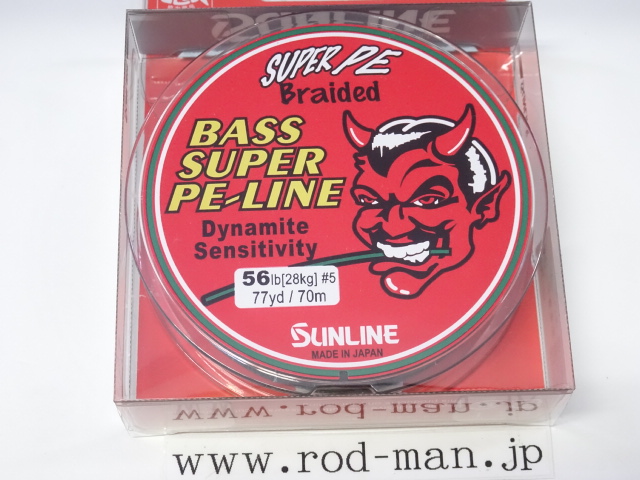 SUNLINE
SUPER PE
Braided
BASS
SUPER
PE-LINE
Dynamite
Sensitivity
56lb[28kg] #5
77yd / 70m
SUNLINE
MADE IN JAPAN
www.rod-man.jp
www.rod-man.jp